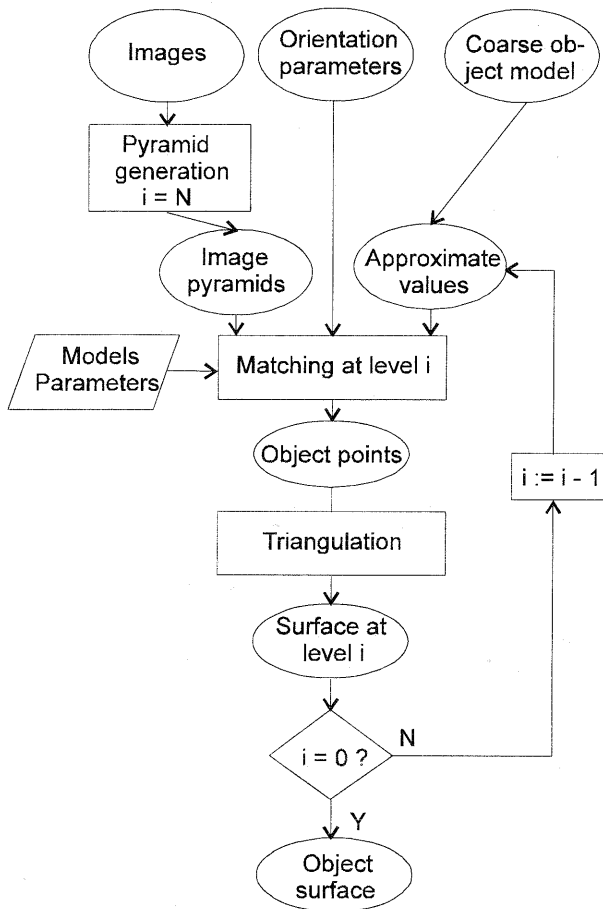 Images
Orientation
parameters
Coarse ob-
ject model
Pyramid
generation
i = N
Image
pyramids
Approximate
values
Models
Parameters
Matching at level i
Object points
i := i - 1
Triangulation
Surface at
level i
i = 0 ?
N
Y
Object
surface